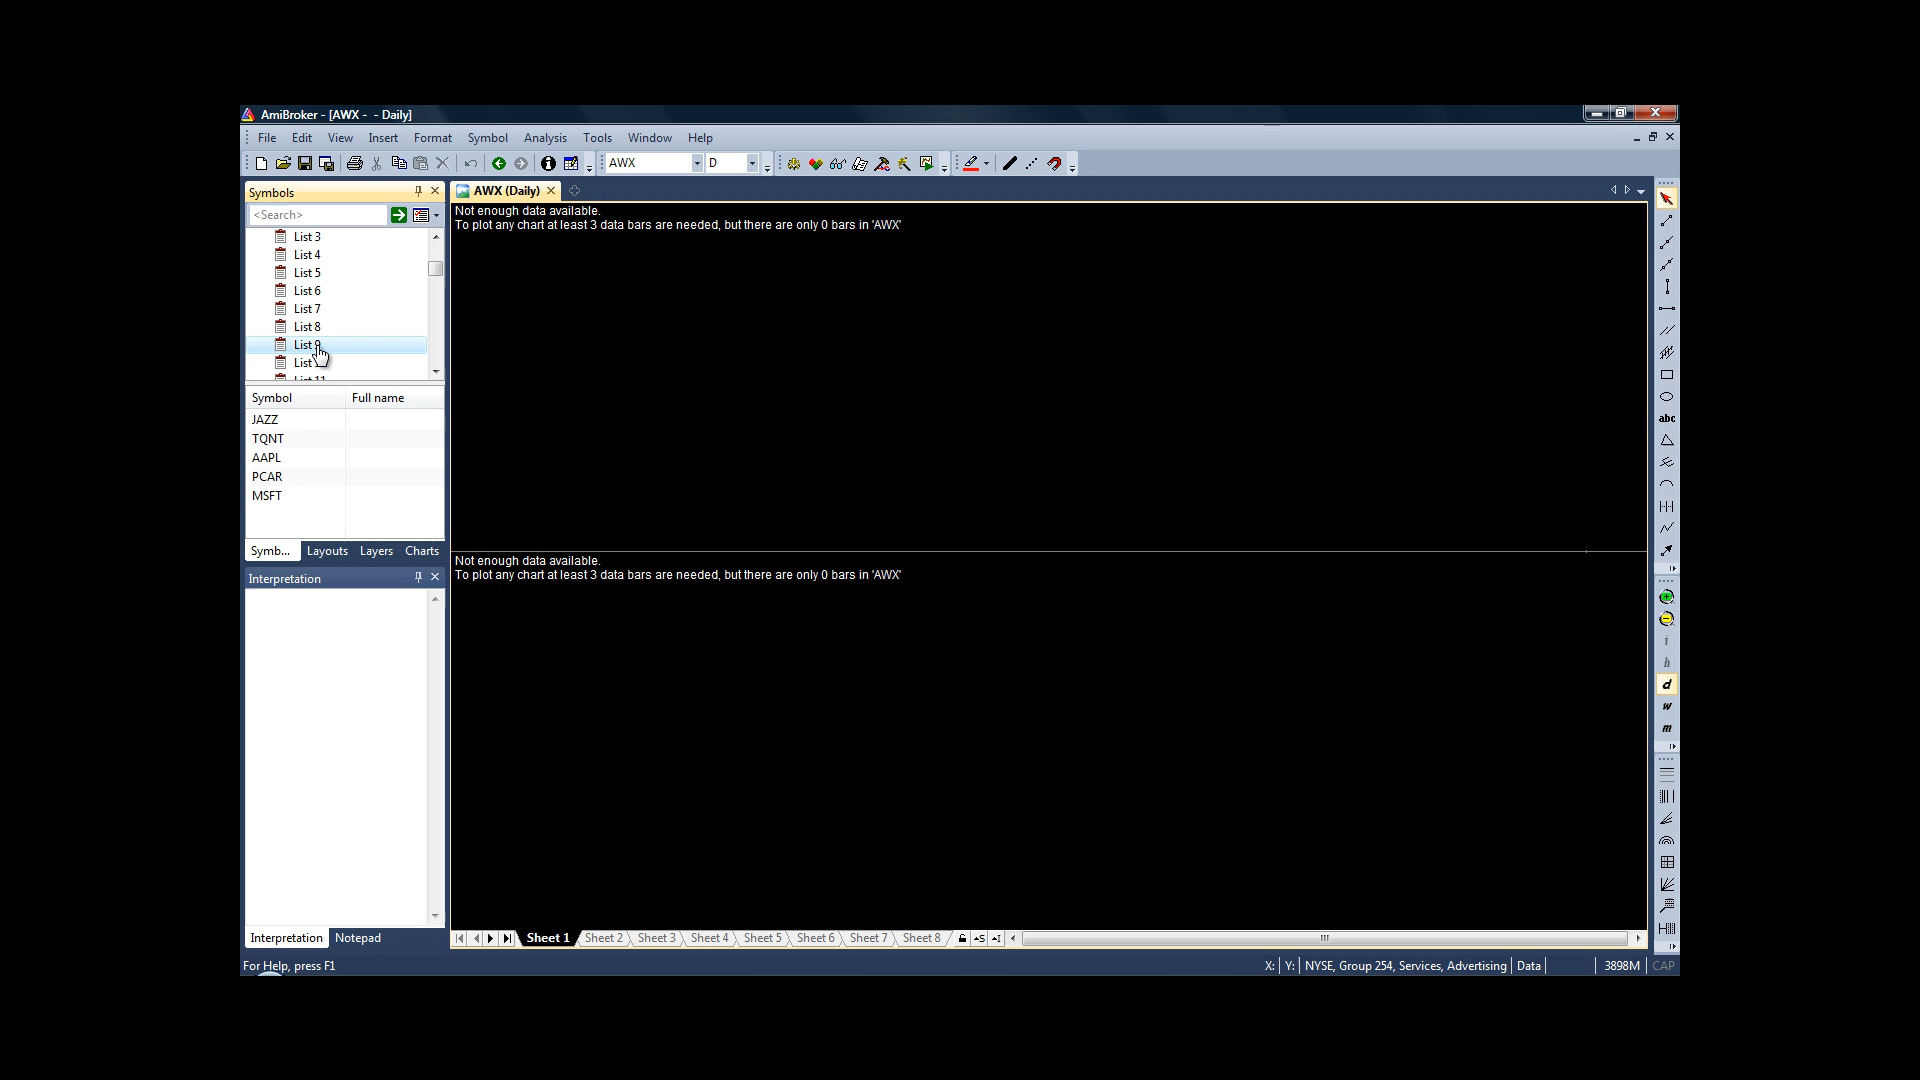 AmiBroker - [AWX - - Daily]
File Edit View Insert Format Symbol Analysis Tools Window Help
AWX D
Symbols
AWX (Daily)
<Search>
List 3
List 4
List 5
List 6
List 7
List 8
List 9
List
List 11
Symbol Full name
JAZZ
TQNT
AAPL
PCAR
MSFT
Symb... Layouts Layers Charts
Interpretation
Interpretation Notepad
Not enough data available.
To plot any chart at least 3 data bars are needed, but there are only 0 bars in 'AWX'
Not enough data available.
To plot any chart at least 3 data bars are needed, but there are only 0 bars in 'AWX'
Sheet 1 Sheet 2 Sheet 3 Sheet 4 Sheet 5 Sheet 6 Sheet 7 Sheet 8
abc
i
h
d
w
m
For Help, press F1
X: Y: NYSE, Group 254, Services, Advertising Data 3898M CAP